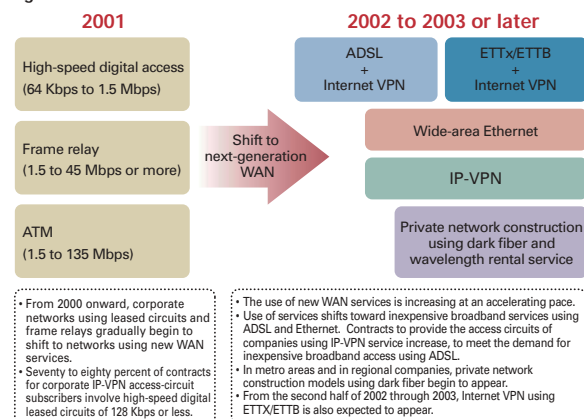 2001
2002 to 2003 or later
High-speed digital access
(64 Kbps to 1.5 Mbps)
Frame relay
(1.5 to 45 Mbps or more)
ATM
(1.5 to 135 Mbps)
Shift to
next-generation
WAN
ADSL
+
Internet VPN
ETTx/ETTB
+
Internet VPN
Wide-area Ethernet
IP-VPN
Private network construction
using dark fiber and
wavelength rental service
• From 2000 onward, corporate
networks using leased circuits and
frame relays gradually begin to
shift to networks using new WAN
services.
• Seventy to eighty percent of contracts
for corporate IP-VPN access-circuit
subscribers involve high-speed digital
leased circuits of 128 Kbps or less.
• The use of new WAN services is increasing at an accelerating pace.
• Use of services shifts toward inexpensive broadband services using
ADSL and Ethernet. Contracts to provide the access circuits of
companies using IP-VPN service increase, to meet the demand for
inexpensive broadband access using ADSL.
• In metro areas and in regional companies, private network
construction models using dark fiber begin to appear.
• From the second half of 2002 through 2003, Internet VPN using
ETTX/ETTB is also expected to appear.